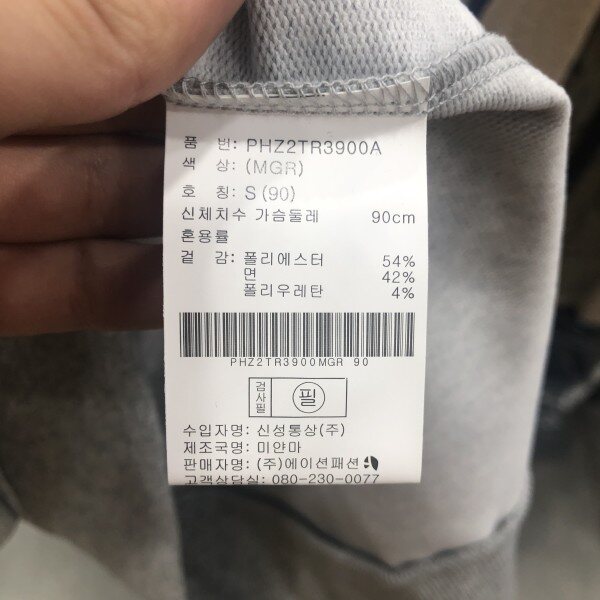 품 번: PHZ2TR3900A
색 상: (MGR)
호 칭: S (90)
신체치수 가슴둘레 90cm
혼용률
겉 감: 폴리에스터 54%
면 42%
폴리우레탄 4%
PHZ2TR3900MGR 90
검사필 필
수입자명: 신성통상(주)
제조국명: 미얀마
판매자명: (주)에이션패션
고객상담실: 080-230-0077